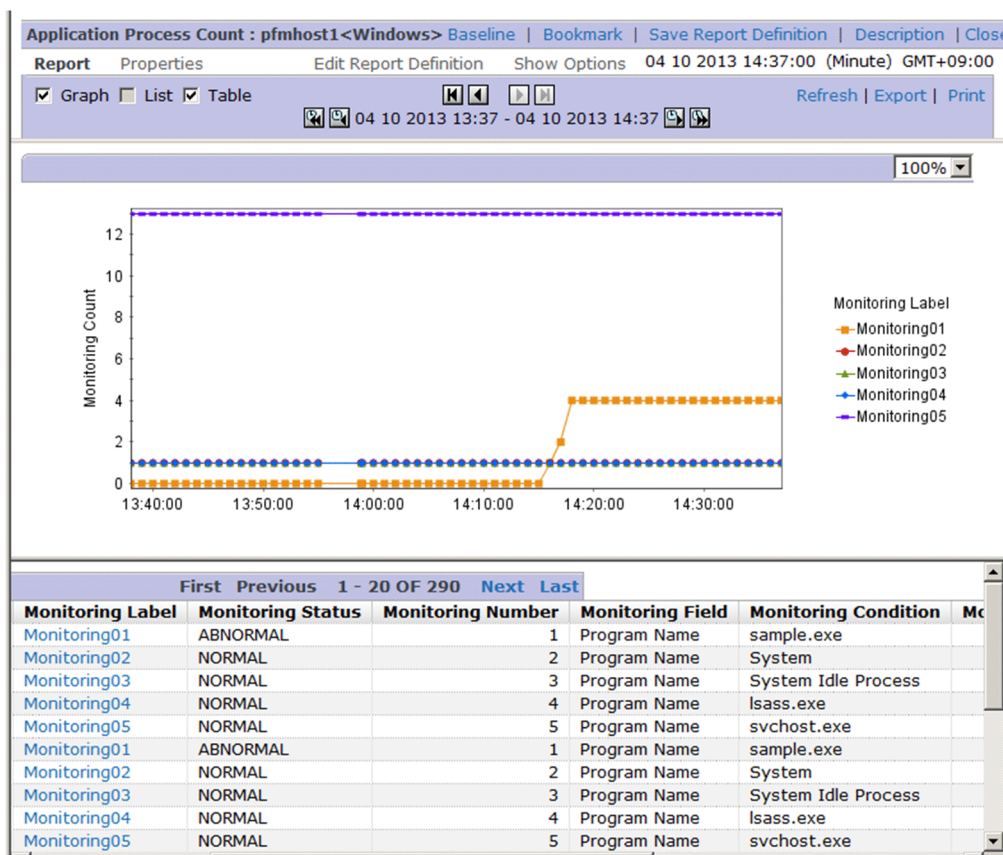 Application Process Count : pfmhost1<Windows> Baseline | Bookmark | Save Report Definition | Description | Close
Report Properties Edit Report Definition Show Options 04 10 2013 14:37:00 (Minute) GMT+09:00
Graph List Table Refresh | Export | Print
04 10 2013 13:37 - 04 10 2013 14:37
100%
Monitoring Count
12
10
8
6
4
2
0
13:40:00 13:50:00 14:00:00 14:10:00 14:20:00 14:30:00
Monitoring Label
Monitoring01
Monitoring02
Monitoring03
Monitoring04
Monitoring05
First Previous 1 - 20 OF 290 Next Last
Monitoring Label Monitoring Status Monitoring Number Monitoring Field Monitoring Condition Mo
Monitoring01 ABNORMAL 1 Program Name sample.exe
Monitoring02 NORMAL 2 Program Name System
Monitoring03 NORMAL 3 Program Name System Idle Process
Monitoring04 NORMAL 4 Program Name lsass.exe
Monitoring05 NORMAL 5 Program Name svchost.exe
Monitoring01 ABNORMAL 1 Program Name sample.exe
Monitoring02 NORMAL 2 Program Name System
Monitoring03 NORMAL 3 Program Name System Idle Process
Monitoring04 NORMAL 4 Program Name lsass.exe
Monitoring05 NORMAL 5 Program Name svchost.exe